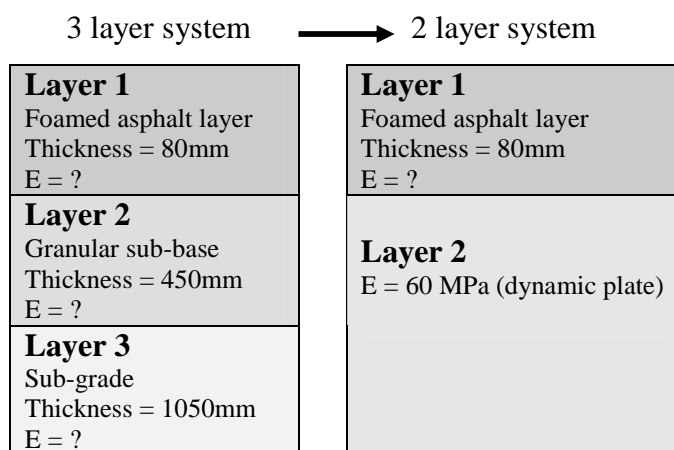 3 layer system
2 layer system
Layer 1
Foamed asphalt layer
Thickness = 80mm
E = ?
Layer 2
Granular sub-base
Thickness = 450mm
E = ?
Layer 3
Sub-grade
Thickness = 1050mm
E = ?
Layer 1
Foamed asphalt layer
Thickness = 80mm
E = ?
Layer 2
E = 60 MPa (dynamic plate)